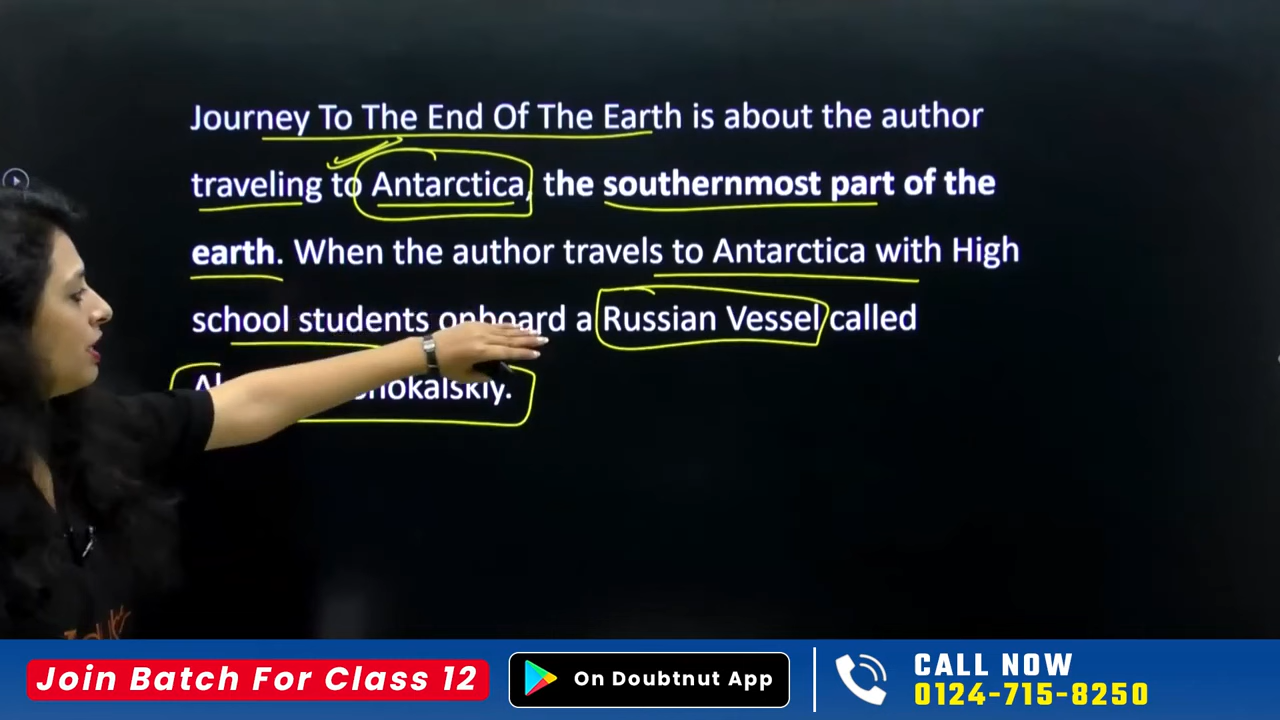 Journey To The End Of The Earth is about the author
traveling to Antarctica, the southernmost part of the
earth. When the author travels to Antarctica with High
school students onboard a Russian Vessel called
Join Batch For Class 12
On Doubtnut App
CALL NOW
0124-715-8250